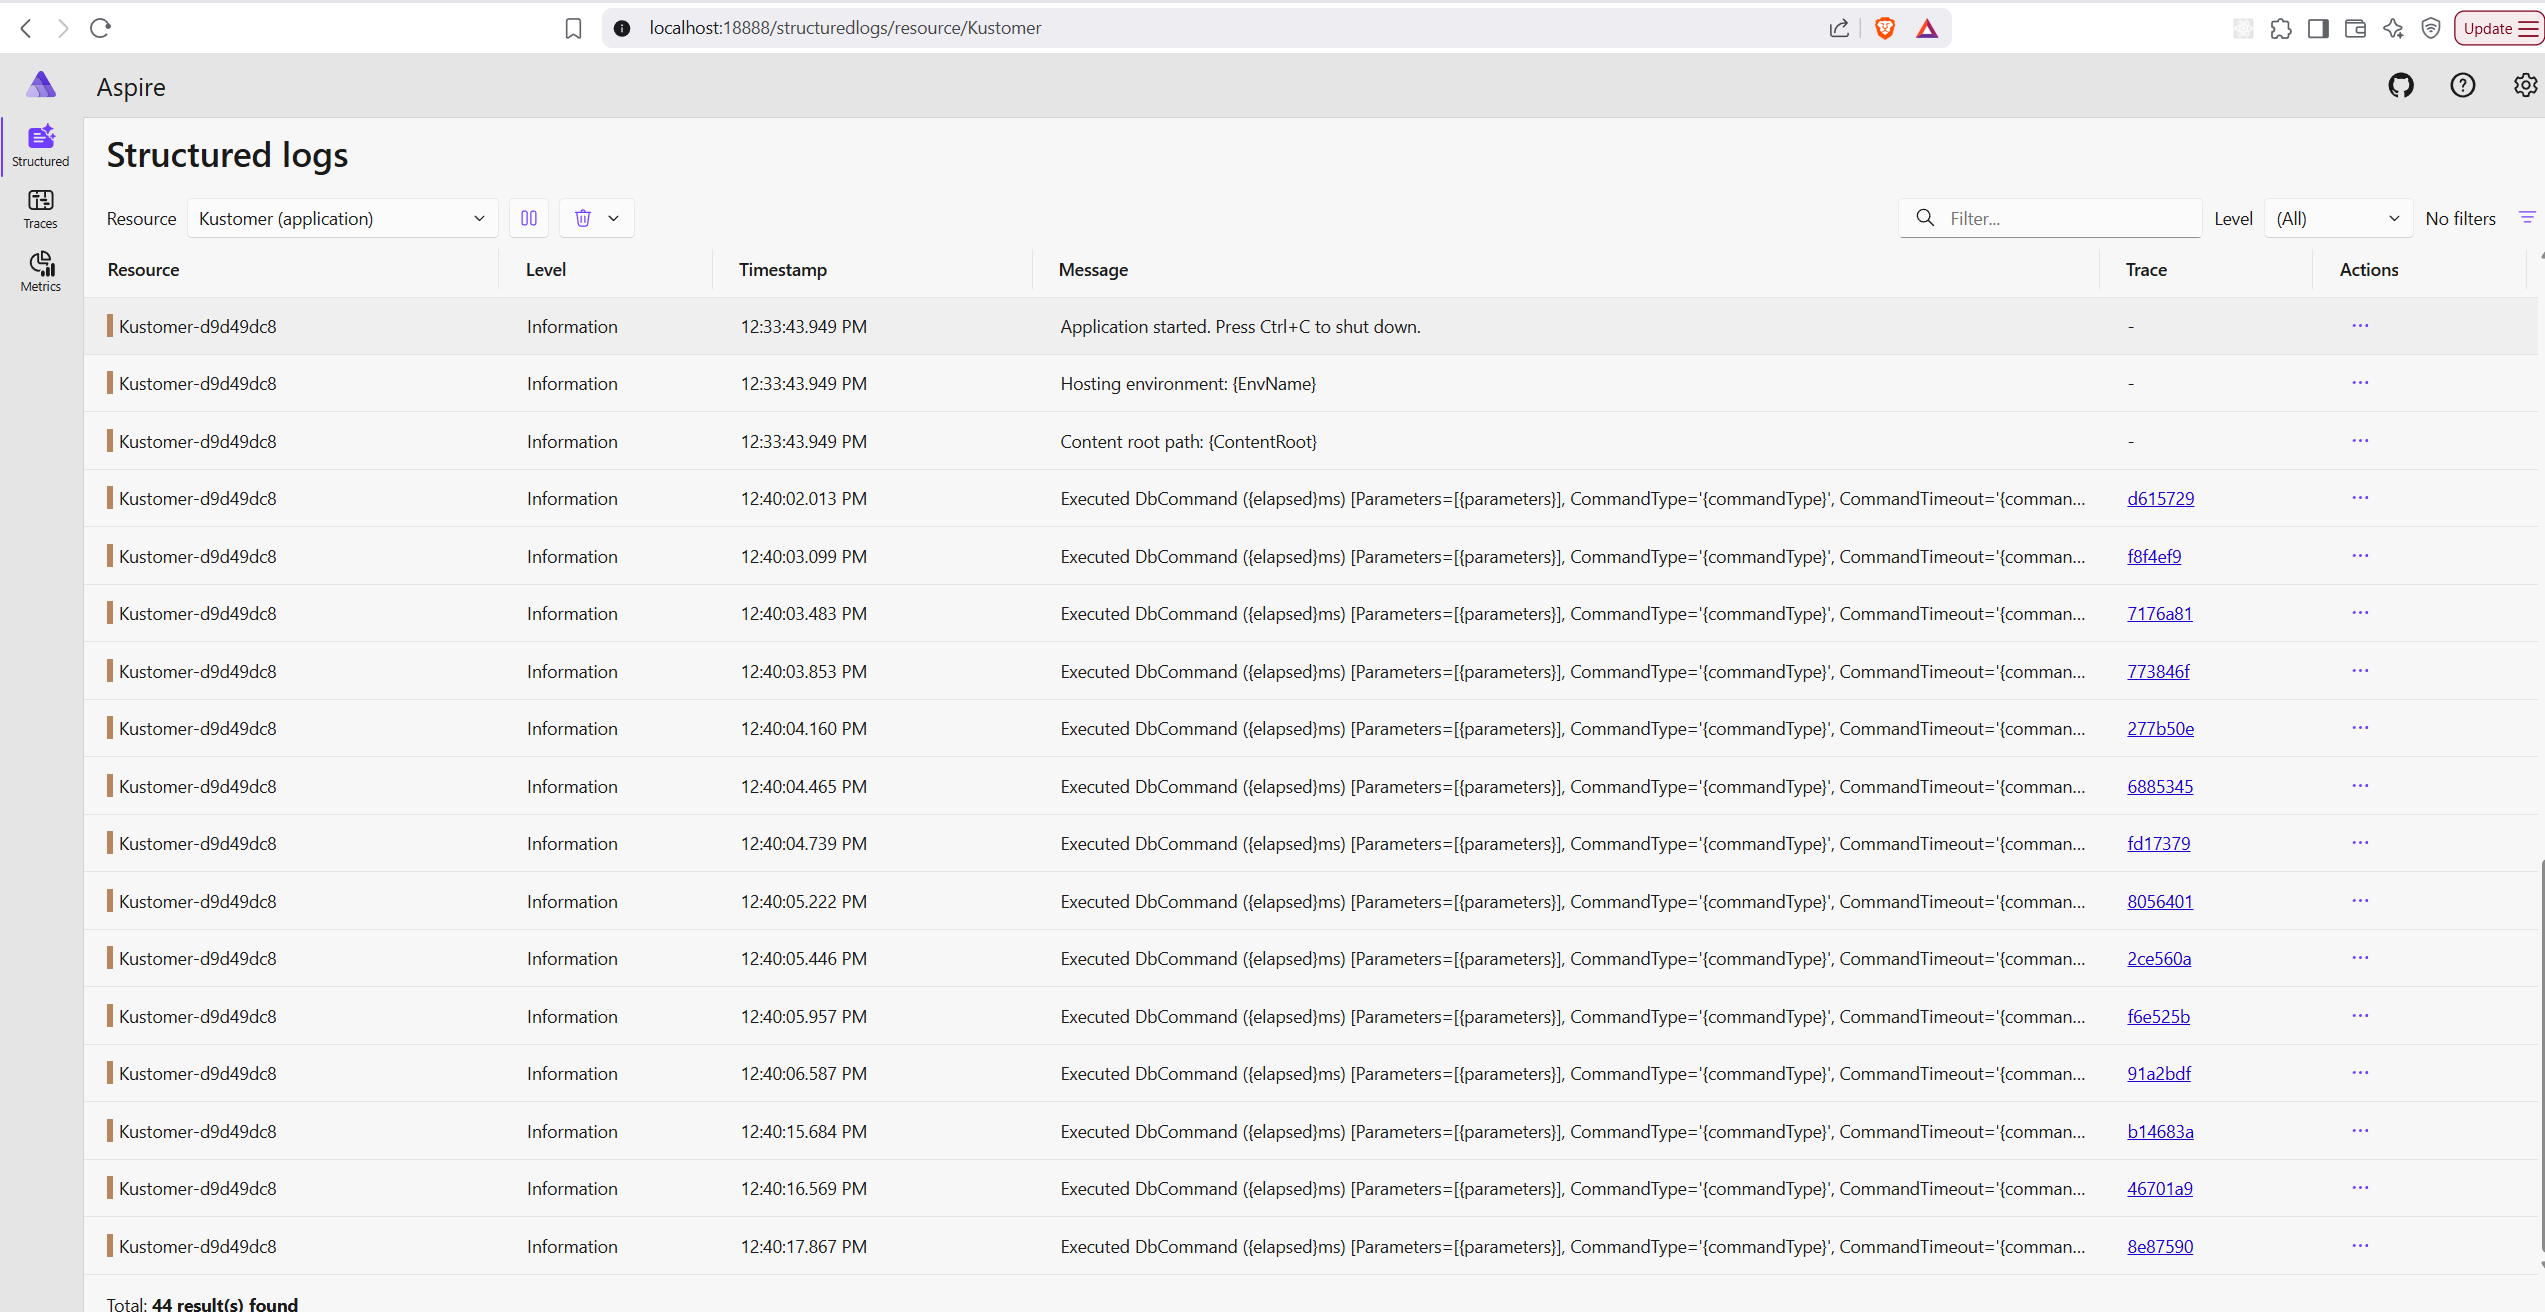 localhost:18888/structuredlogs/resource/Kustomer
Update
Aspire
Structured
Traces
Metrics
Structured logs
Resource Kustomer (application) Filter... Level (All) No filters
Resource Level Timestamp Message Trace Actions
Kustomer-d9d49dc8 Information 12:33:43.949 PM Application started. Press Ctrl+C to shut down. - ...
Kustomer-d9d49dc8 Information 12:33:43.949 PM Hosting environment: {EnvName} - ...
Kustomer-d9d49dc8 Information 12:33:43.949 PM Content root path: {ContentRoot} - ...
Kustomer-d9d49dc8 Information 12:40:02.013 PM Executed DbCommand ({elapsed}ms) [Parameters=[{parameters}], CommandType='{commandType}', CommandTimeout='{comman... d615729 ...
Kustomer-d9d49dc8 Information 12:40:03.099 PM Executed DbCommand ({elapsed}ms) [Parameters=[{parameters}], CommandType='{commandType}', CommandTimeout='{comman... f8f4ef9 ...
Kustomer-d9d49dc8 Information 12:40:03.483 PM Executed DbCommand ({elapsed}ms) [Parameters=[{parameters}], CommandType='{commandType}', CommandTimeout='{comman... 7176a81 ...
Kustomer-d9d49dc8 Information 12:40:03.853 PM Executed DbCommand ({elapsed}ms) [Parameters=[{parameters}], CommandType='{commandType}', CommandTimeout='{comman... 773846f ...
Kustomer-d9d49dc8 Information 12:40:04.160 PM Executed DbCommand ({elapsed}ms) [Parameters=[{parameters}], CommandType='{commandType}', CommandTimeout='{comman... 277b50e ...
Kustomer-d9d49dc8 Information 12:40:04.465 PM Executed DbCommand ({elapsed}ms) [Parameters=[{parameters}], CommandType='{commandType}', CommandTimeout='{comman... 6885345 ...
Kustomer-d9d49dc8 Information 12:40:04.739 PM Executed DbCommand ({elapsed}ms) [Parameters=[{parameters}], CommandType='{commandType}', CommandTimeout='{comman... fd17379 ...
Kustomer-d9d49dc8 Information 12:40:05.222 PM Executed DbCommand ({elapsed}ms) [Parameters=[{parameters}], CommandType='{commandType}', CommandTimeout='{comman... 8056401 ...
Kustomer-d9d49dc8 Information 12:40:05.446 PM Executed DbCommand ({elapsed}ms) [Parameters=[{parameters}], CommandType='{commandType}', CommandTimeout='{comman... 2ce560a ...
Kustomer-d9d49dc8 Information 12:40:05.957 PM Executed DbCommand ({elapsed}ms) [Parameters=[{parameters}], CommandType='{commandType}', CommandTimeout='{comman... f6e525b ...
Kustomer-d9d49dc8 Information 12:40:06.587 PM Executed DbCommand ({elapsed}ms) [Parameters=[{parameters}], CommandType='{commandType}', CommandTimeout='{comman... 91a2bdf ...
Kustomer-d9d49dc8 Information 12:40:15.684 PM Executed DbCommand ({elapsed}ms) [Parameters=[{parameters}], CommandType='{commandType}', CommandTimeout='{comman... b14683a ...
Kustomer-d9d49dc8 Information 12:40:16.569 PM Executed DbCommand ({elapsed}ms) [Parameters=[{parameters}], CommandType='{commandType}', CommandTimeout='{comman... 46701a9 ...
Kustomer-d9d49dc8 Information 12:40:17.867 PM Executed DbCommand ({elapsed}ms) [Parameters=[{parameters}], CommandType='{commandType}', CommandTimeout='{comman... 8e87590 ...
Total: 44 result(s) found